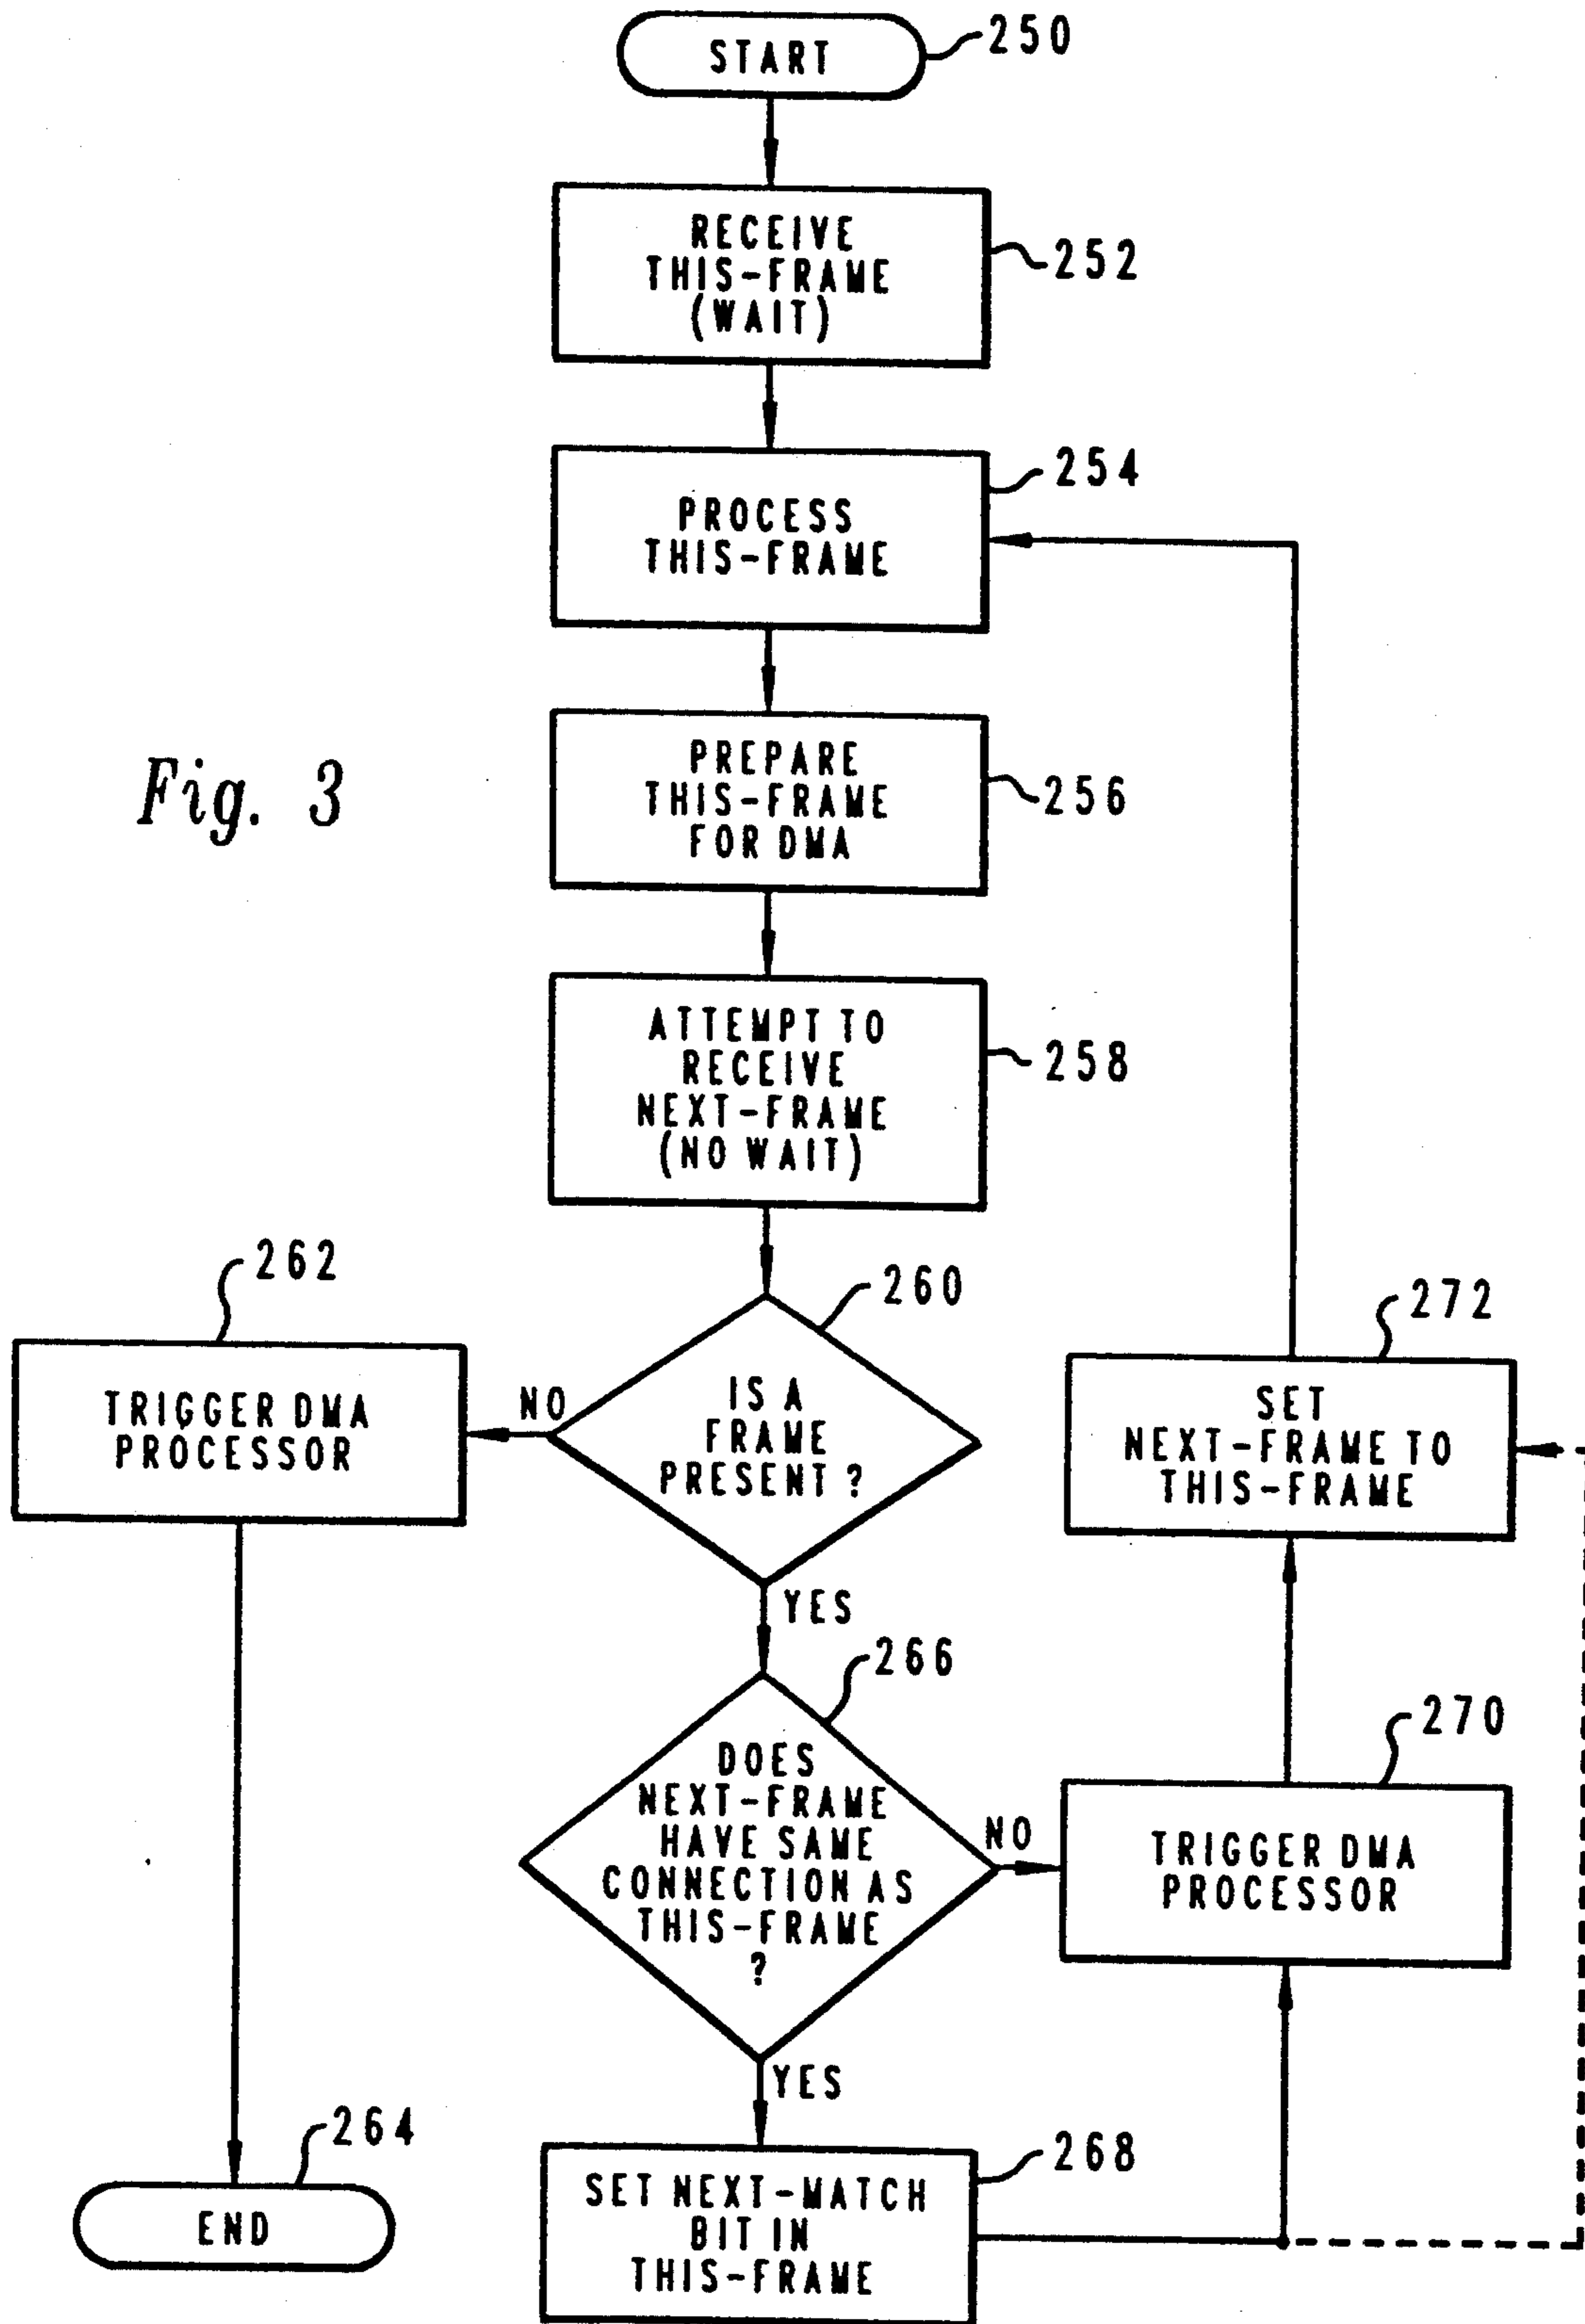 START
250
RECEIVE
THIS-FRAME
(WAIT)
252
PROCESS
THIS-FRAME
254
Fig. 3
PREPARE
THIS-FRAME
FOR DMA
256
ATTEMPT TO
RECEIVE
NEXT-FRAME
(NO WAIT)
258
262
TRIGGER DMA
PROCESSOR
NO
260
IS A
FRAME
PRESENT ?
YES
272
SET
NEXT-FRAME TO
THIS-FRAME
266
DOES
NEXT-FRAME
HAVE SAME
CONNECTION AS
THIS-FRAME
?
NO
270
TRIGGER DMA
PROCESSOR
YES
264
END
268
SET NEXT-MATCH
BIT IN
THIS-FRAME